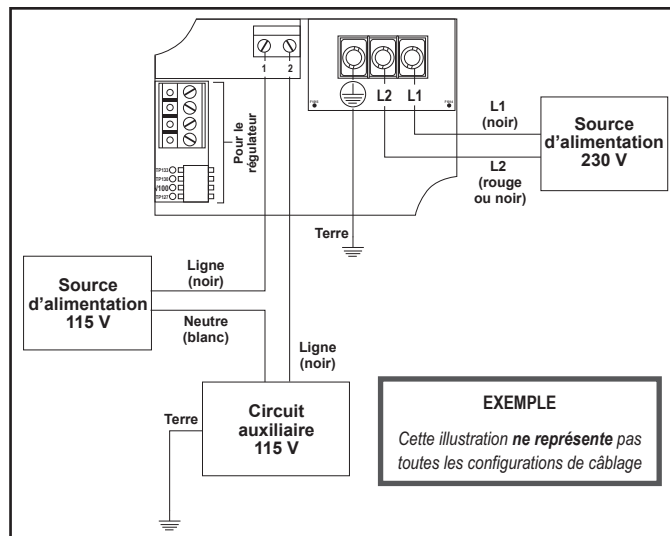 1 2
L2 L1
Pour le
régulateur
TP133
TP136
V100
TP137
L1
(noir)
Source
d'alimentation
230 V
L2
(rouge
ou noir)
Terre
Source
d'alimentation
115 V
Ligne
(noir)
Neutre
(blanc)
Ligne
(noir)
Terre
Circuit
auxiliaire
115 V
EXEMPLE
Cette illustration ne représente pas
toutes les configurations de câblage